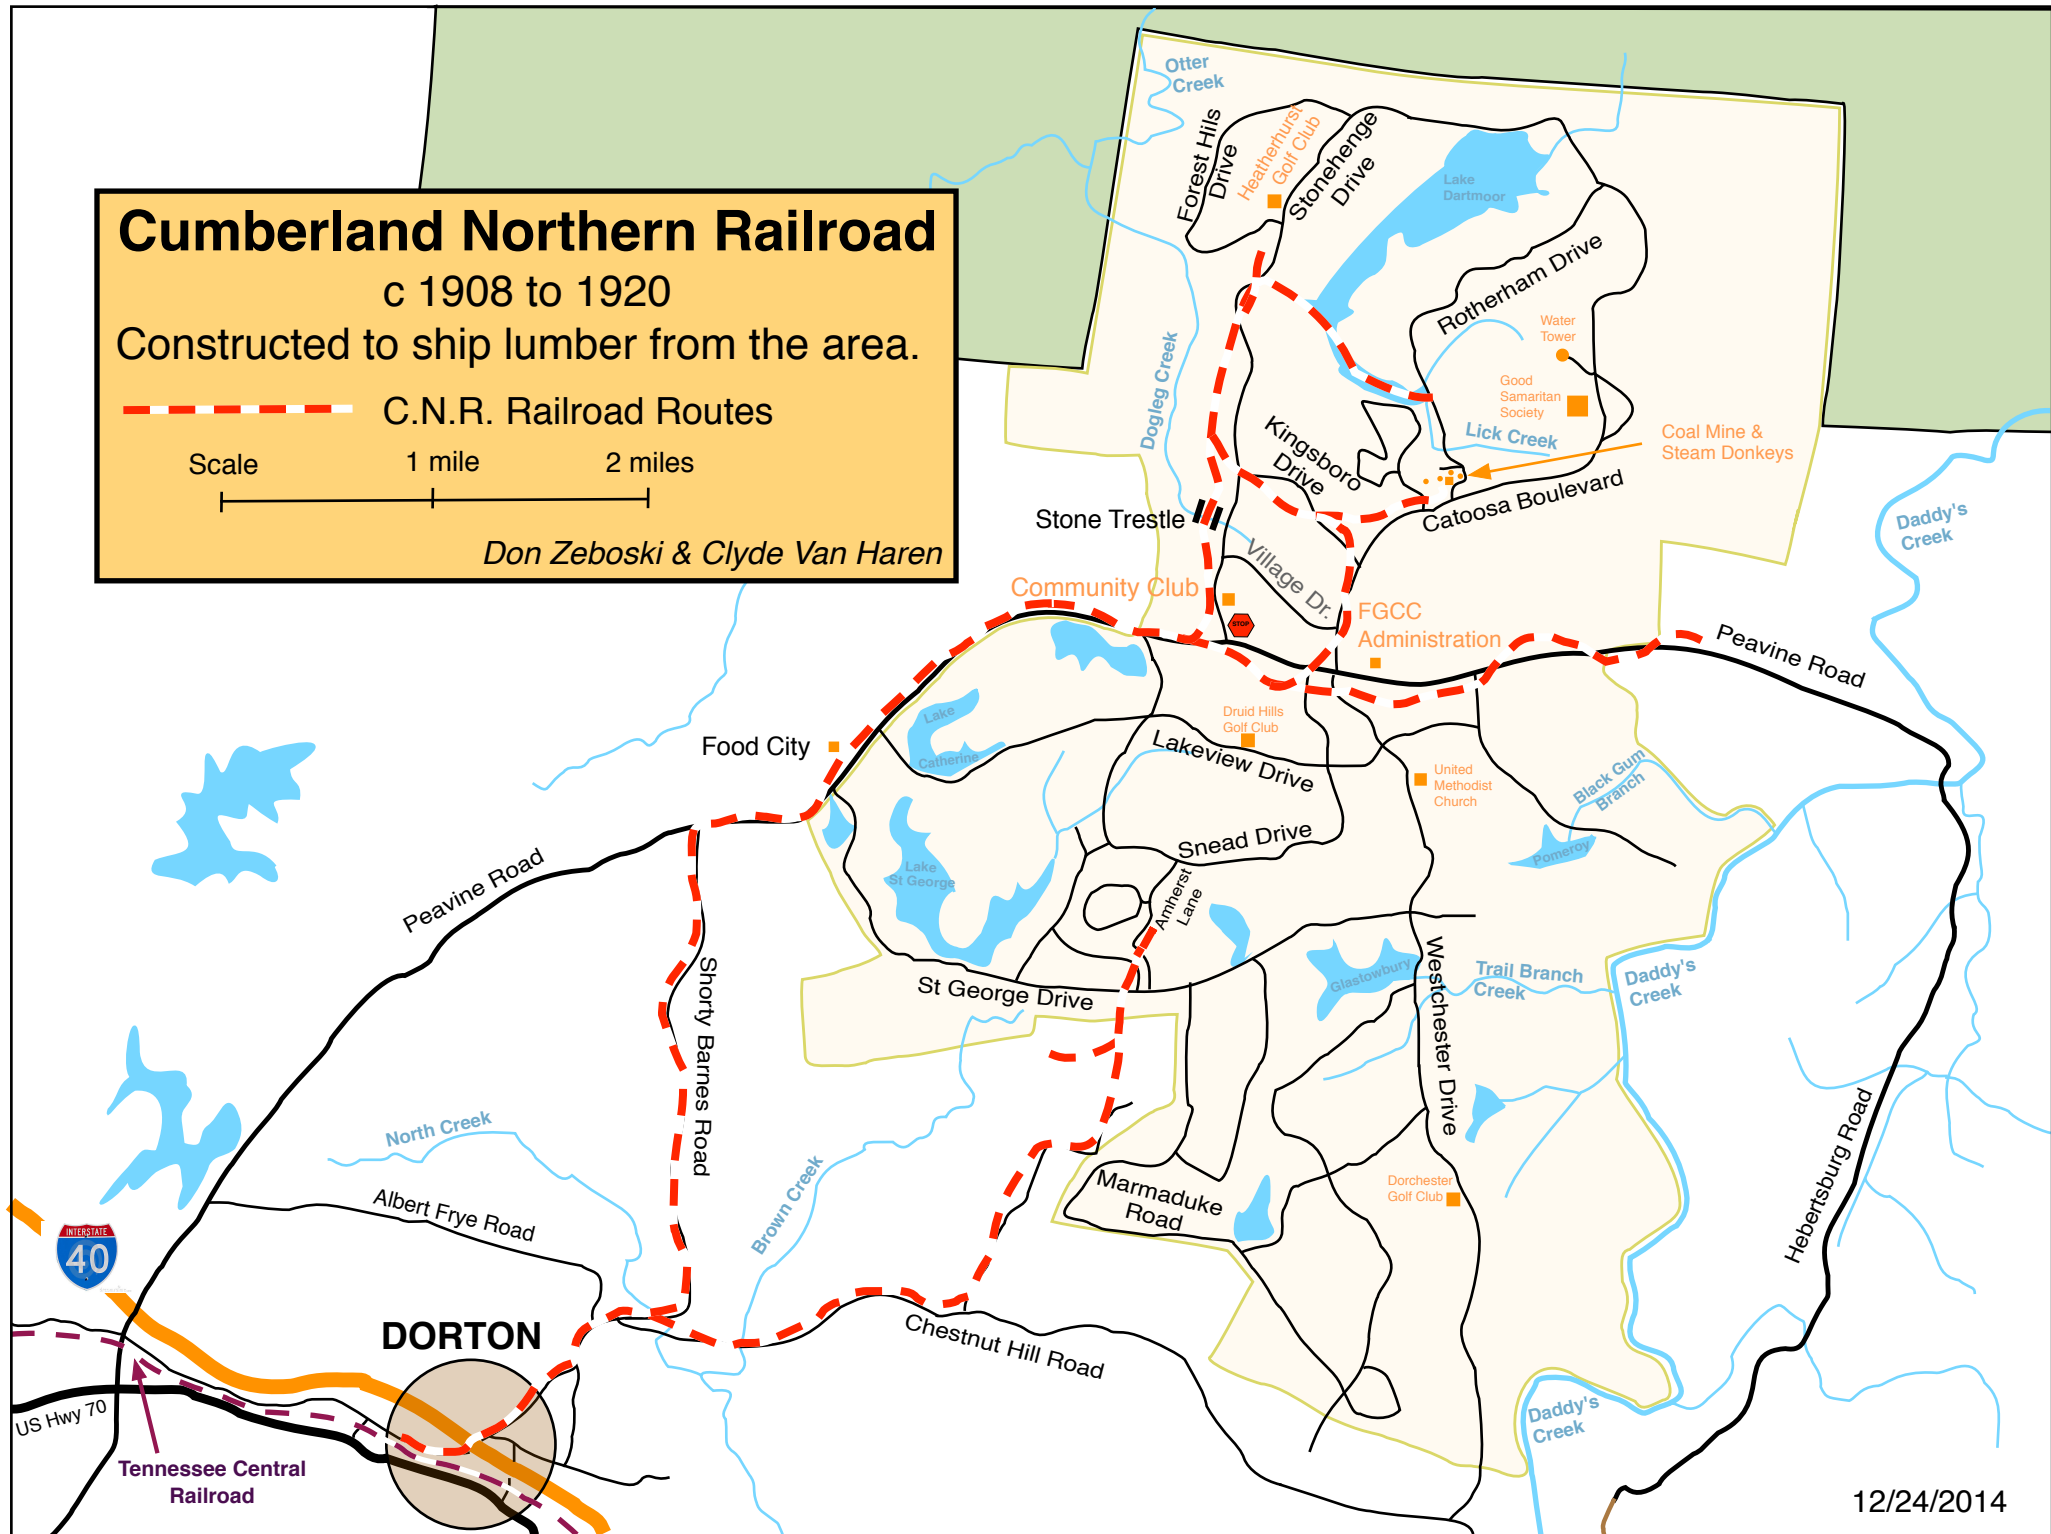 Cumberland Northern Railroad
c 1908 to 1920
Constructed to ship lumber from the area.
C.N.R. Railroad Routes
Scale
1 mile
2 miles
Don Zeboski & Clyde Van Haren
Otter
Creek
Forest Hils
Drive
Heatherhurst
Golf Club
Stonehenge
Drive
Lake
Dartmoor
Rotherham Drive
Water
Tower
Good
Samaritan
Society
Dogleg Creek
Kingsboro
Drive
Lick Creek
Coal Mine &
Steam Donkeys
Catoosa Boulevard
Daddy's
Creek
Stone Trestle
Village Dr.
Community Club
STOP
FGCC
Administration
Peavine Road
Food City
Lake
Catherine
Druid Hills
Golf Club
Lakeview Drive
United
Methodist
Church
Black Gum
Branch
Pomeroy
Snead Drive
Lake
St George
Amherst
Lane
Peavine Road
Shorty Barnes Road
St George Drive
Glastowbury
Westchester Drive
Trail Branch
Creek
Daddy's
Creek
North Creek
Albert Frye Road
Brown Creek
Marmaduke
Road
Dorchester
Golf Club
Hebertsburg Road
INTERSTATE
40
DORTON
Chestnut Hill Road
US Hwy 70
Tennessee Central
Railroad
Daddy's
Creek
12/24/2014